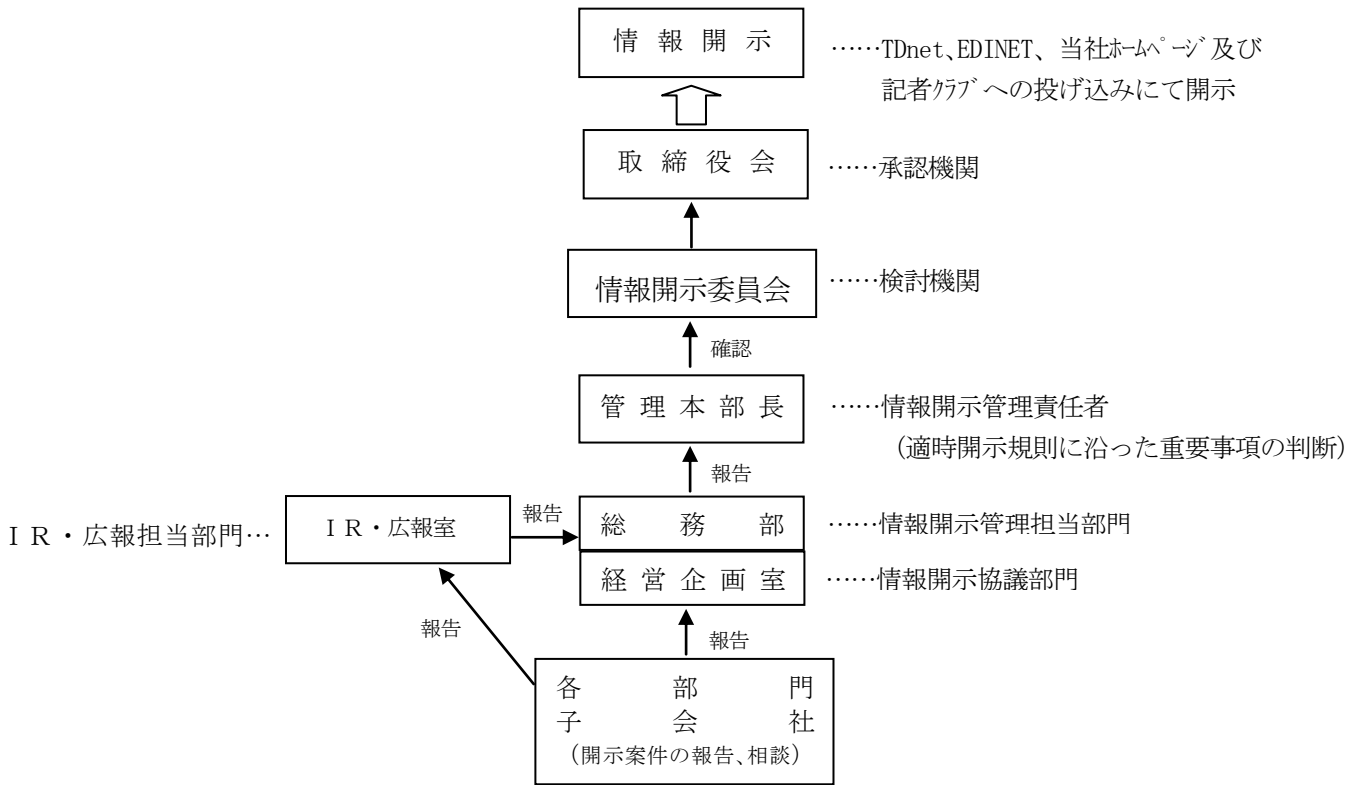 情 報 開 示
……TDnet、EDINET、当社ﾎｰﾑﾍﾟｰｼﾞ及び
記者ｸﾗﾌﾞへの投げ込みにて開示
取 締 役 会
……承認機関
情報開示委員会
……検討機関
確認
管 理 本 部 長
……情報開示管理責任者
(適時開示規則に沿った重要事項の判断)
報告
ＩＲ・広報担当部門…
ＩＲ・広報室
報告
総 務 部
……情報開示管理担当部門
経 営 企 画 室
……情報開示協議部門
報告
報告
各 部 門
子 会 社
(開示案件の報告、相談)